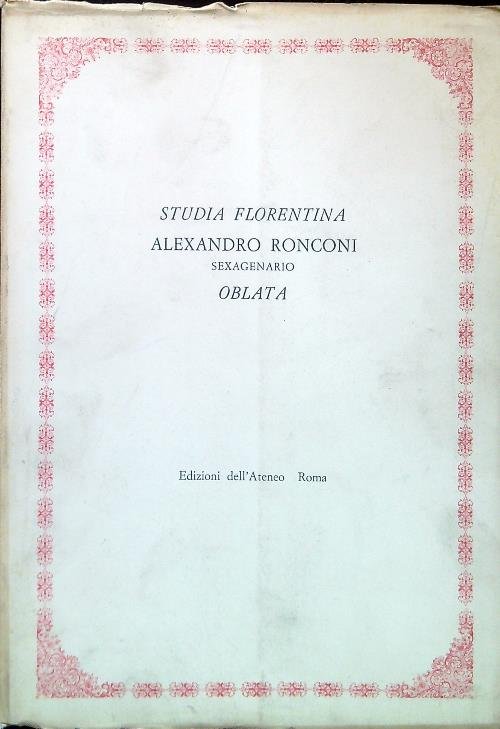 STUDIA FLORENTINA
ALEXANDRO RONCONI
SEXAGENARIO
OBLATA
Edizioni dell'Ateneo Roma